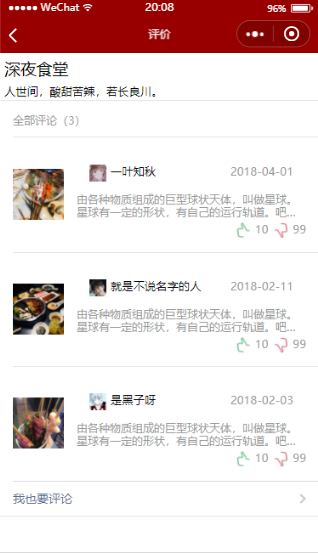 WeChat 20:08 96%
评价
深夜食堂
人世间，酸甜苦辣，若长良川。
全部评论（3）
一叶知秋 2018-04-01
由各种物质组成的巨型球状天体，叫做星球。
星球有一定的形状，有自己的运行轨道。吧...
10 99
就是不说名字的人 2018-02-11
由各种物质组成的巨型球状天体，叫做星球。
星球有一定的形状，有自己的运行轨道。吧...
10 99
是黑子呀 2018-02-03
由各种物质组成的巨型球状天体，叫做星球。
星球有一定的形状，有自己的运行轨道。吧...
10 99
我也要评论